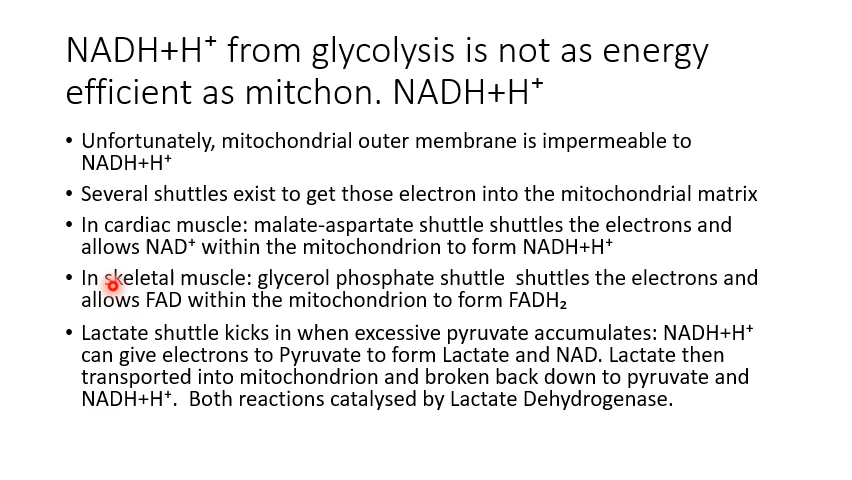 NADH+H⁺ from glycolysis is not as energy
efficient as mitchon. NADH+H⁺
• Unfortunately, mitochondrial outer membrane is impermeable to
NADH+H⁺
• Several shuttles exist to get those electron into the mitochondrial matrix
• In cardiac muscle: malate-aspartate shuttle shuttles the electrons and
allows NAD⁺ within the mitochondrion to form NADH+H⁺
• In skeletal muscle: glycerol phosphate shuttle  shuttles the electrons and
allows FAD within the mitochondrion to form FADH₂
• Lactate shuttle kicks in when excessive pyruvate accumulates: NADH+H⁺
can give electrons to Pyruvate to form Lactate and NAD. Lactate then
transported into mitochondrion and broken back down to pyruvate and
NADH+H⁺.  Both reactions catalysed by Lactate Dehydrogenase.